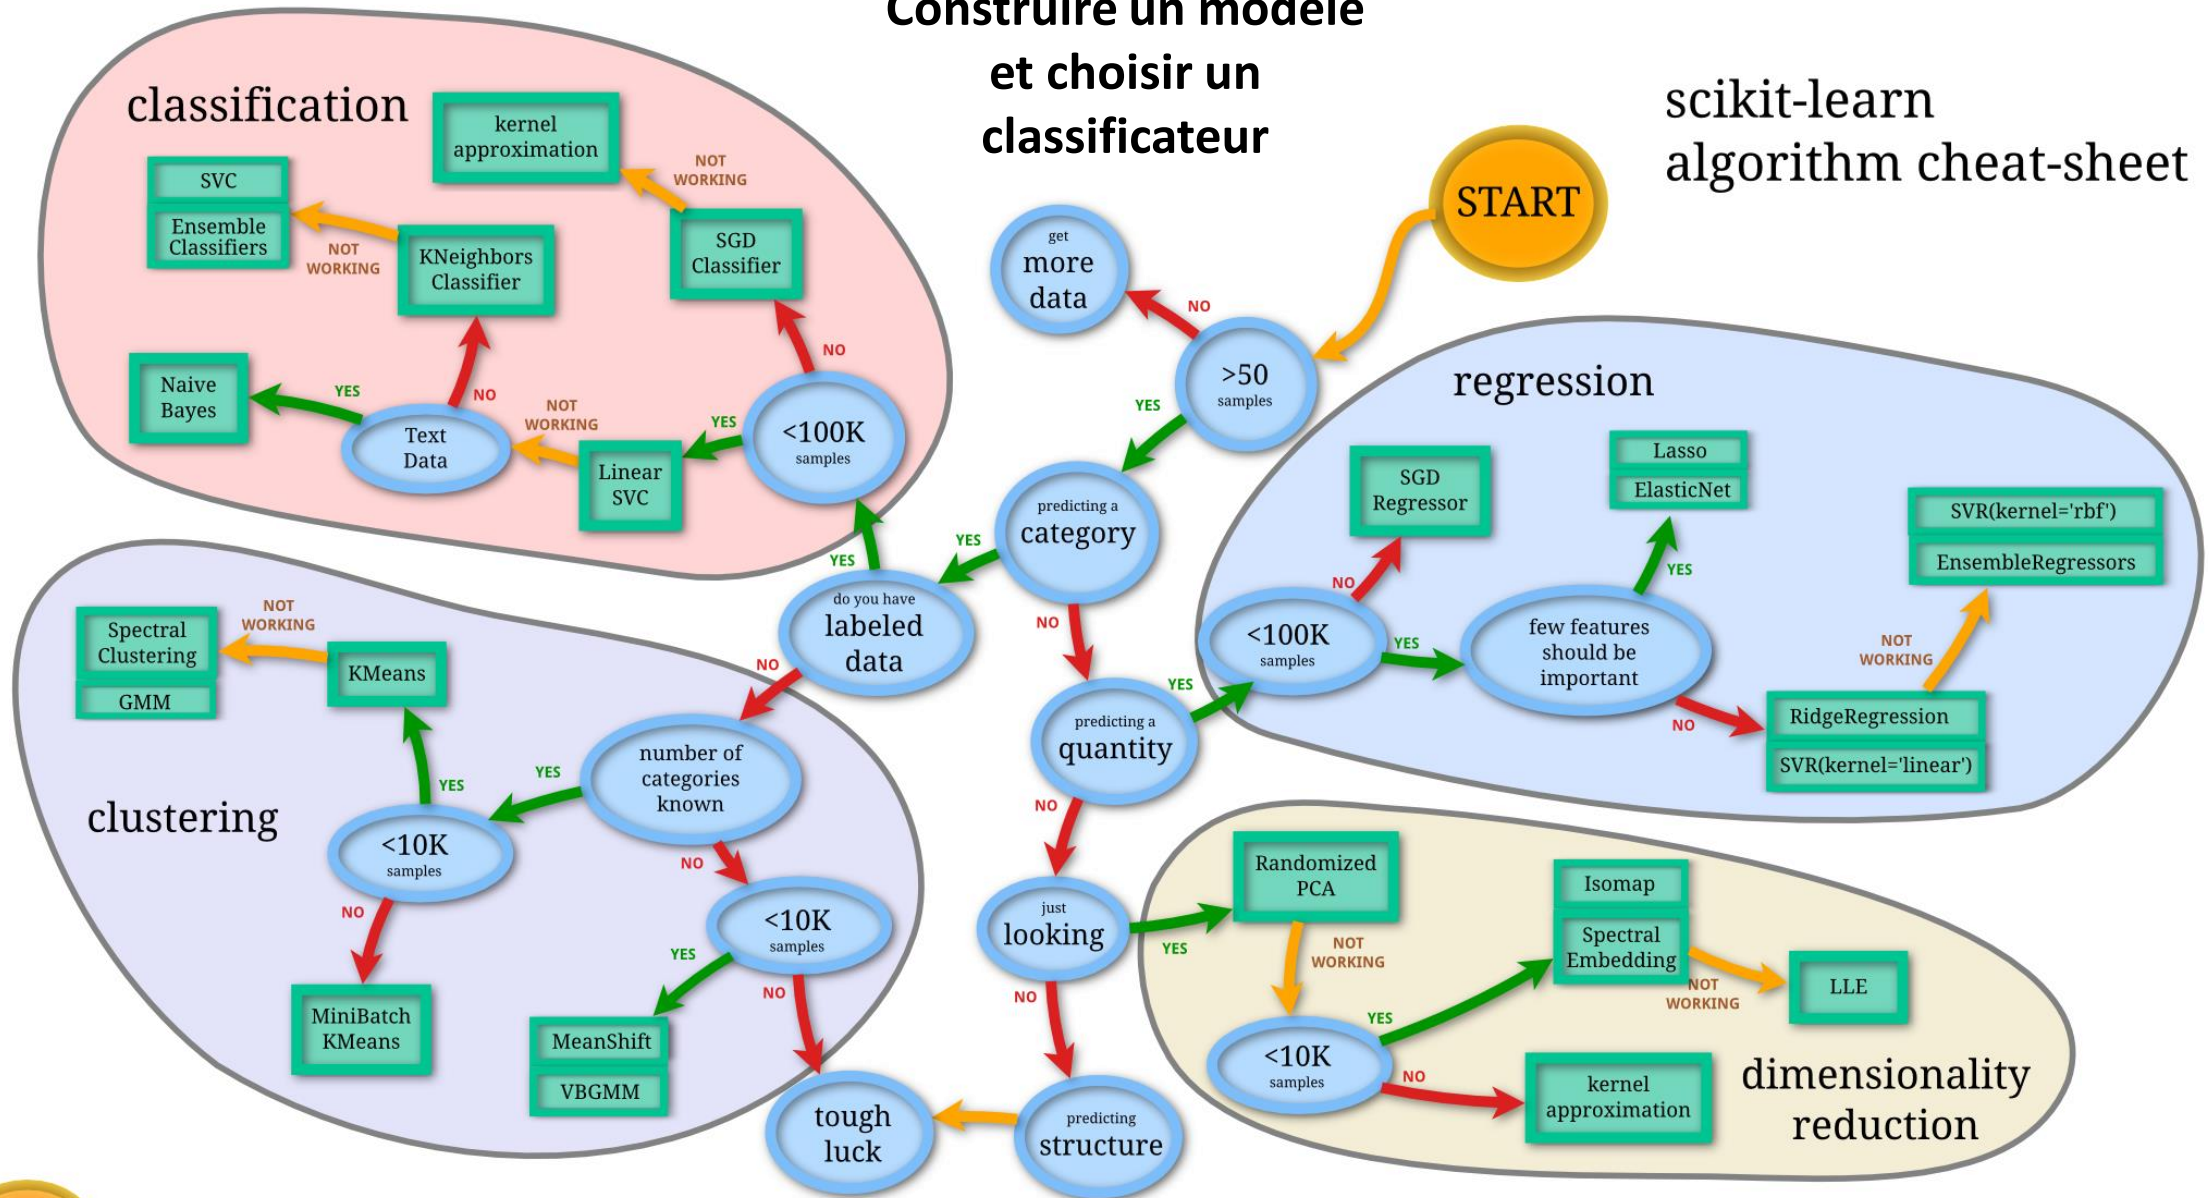 Construire un modèle
et choisir un
classificateur
scikit-learn
algorithm cheat-sheet
START
classification
kernel
approximation
NOT
WORKING
SVC
Ensemble
Classifiers
NOT
WORKING
KNeighbors
Classifier
SGD
Classifier
NO
Naive
Bayes
YES
Text
Data
NO
NOT
WORKING
Linear
SVC
YES
<100K
samples
YES
get
more
data
NO
>50
samples
YES
predicting a
category
YES
NO
do you have
labeled
data
NO
predicting a
quantity
YES
NO
just
looking
YES
NO
predicting
structure
tough
luck
regression
SGD
Regressor
NO
<100K
samples
YES
Lasso
ElasticNet
YES
few features
should be
important
NO
SVR(kernel='rbf')
EnsembleRegressors
NOT
WORKING
RidgeRegression
SVR(kernel='linear')
clustering
Spectral
Clustering
GMM
NOT
WORKING
KMeans
YES
<10K
samples
YES
number of
categories
known
NO
NO
MiniBatch
KMeans
<10K
samples
YES
NO
MeanShift
VBGMM
dimensionality
reduction
Randomized
PCA
NOT
WORKING
<10K
samples
YES
NO
Isomap
Spectral
Embedding
NOT
WORKING
LLE
kernel
approximation